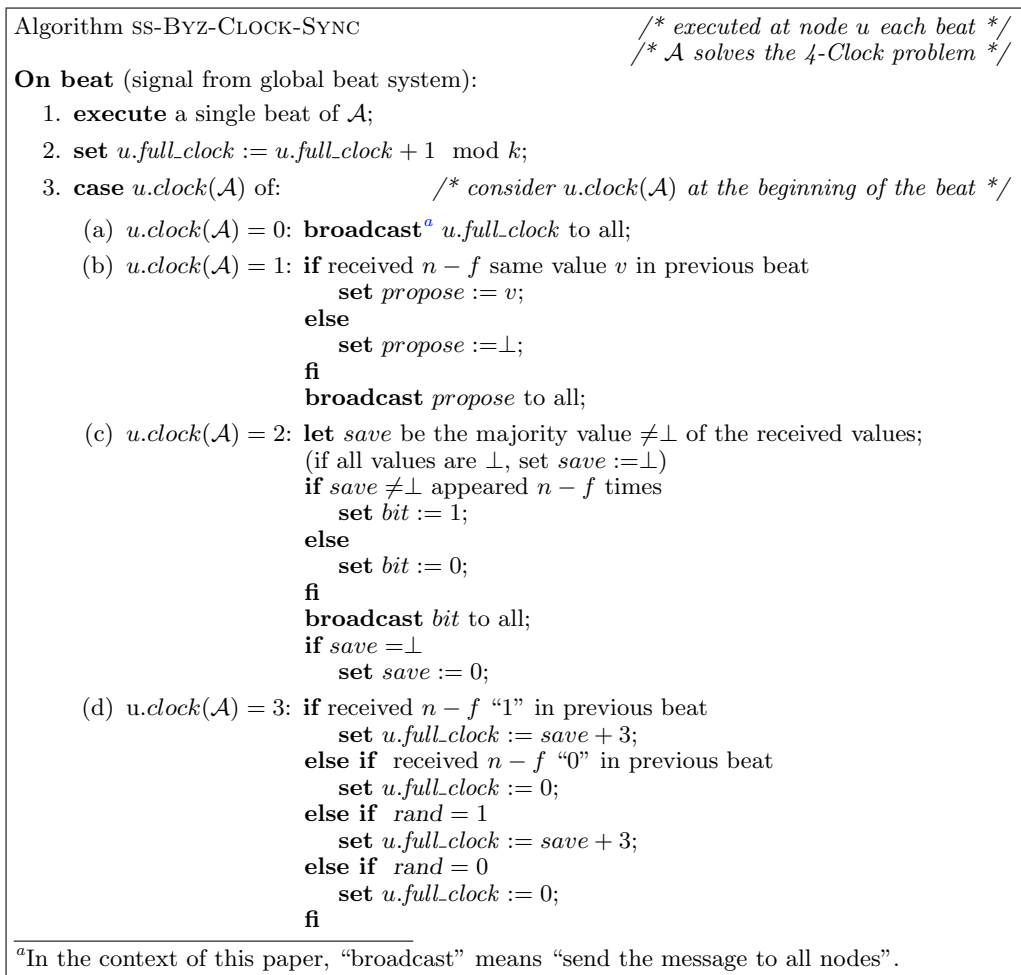 Algorithm SS-BYZ-CLOCK-SYNC /* executed at node u each beat */
/* A solves the 4-Clock problem */
On beat (signal from global beat system):
1. execute a single beat of A;
2. set u.full_clock := u.full_clock + 1 mod k;
3. case u.clock(A) of: /* consider u.clock(A) at the beginning of the beat */
(a) u.clock(A) = 0: broadcast^a u.full_clock to all;
(b) u.clock(A) = 1: if received n − f same value v in previous beat
set propose := v;
else
set propose :=⊥;
fi
broadcast propose to all;
(c) u.clock(A) = 2: let save be the majority value ≠⊥ of the received values;
(if all values are ⊥, set save :=⊥)
if save ≠⊥ appeared n − f times
set bit := 1;
else
set bit := 0;
fi
broadcast bit to all;
if save =⊥
set save := 0;
(d) u.clock(A) = 3: if received n − f “1” in previous beat
set u.full_clock := save + 3;
else if received n − f “0” in previous beat
set u.full_clock := 0;
else if rand = 1
set u.full_clock := save + 3;
else if rand = 0
set u.full_clock := 0;
fi
^a In the context of this paper, “broadcast” means “send the message to all nodes”.